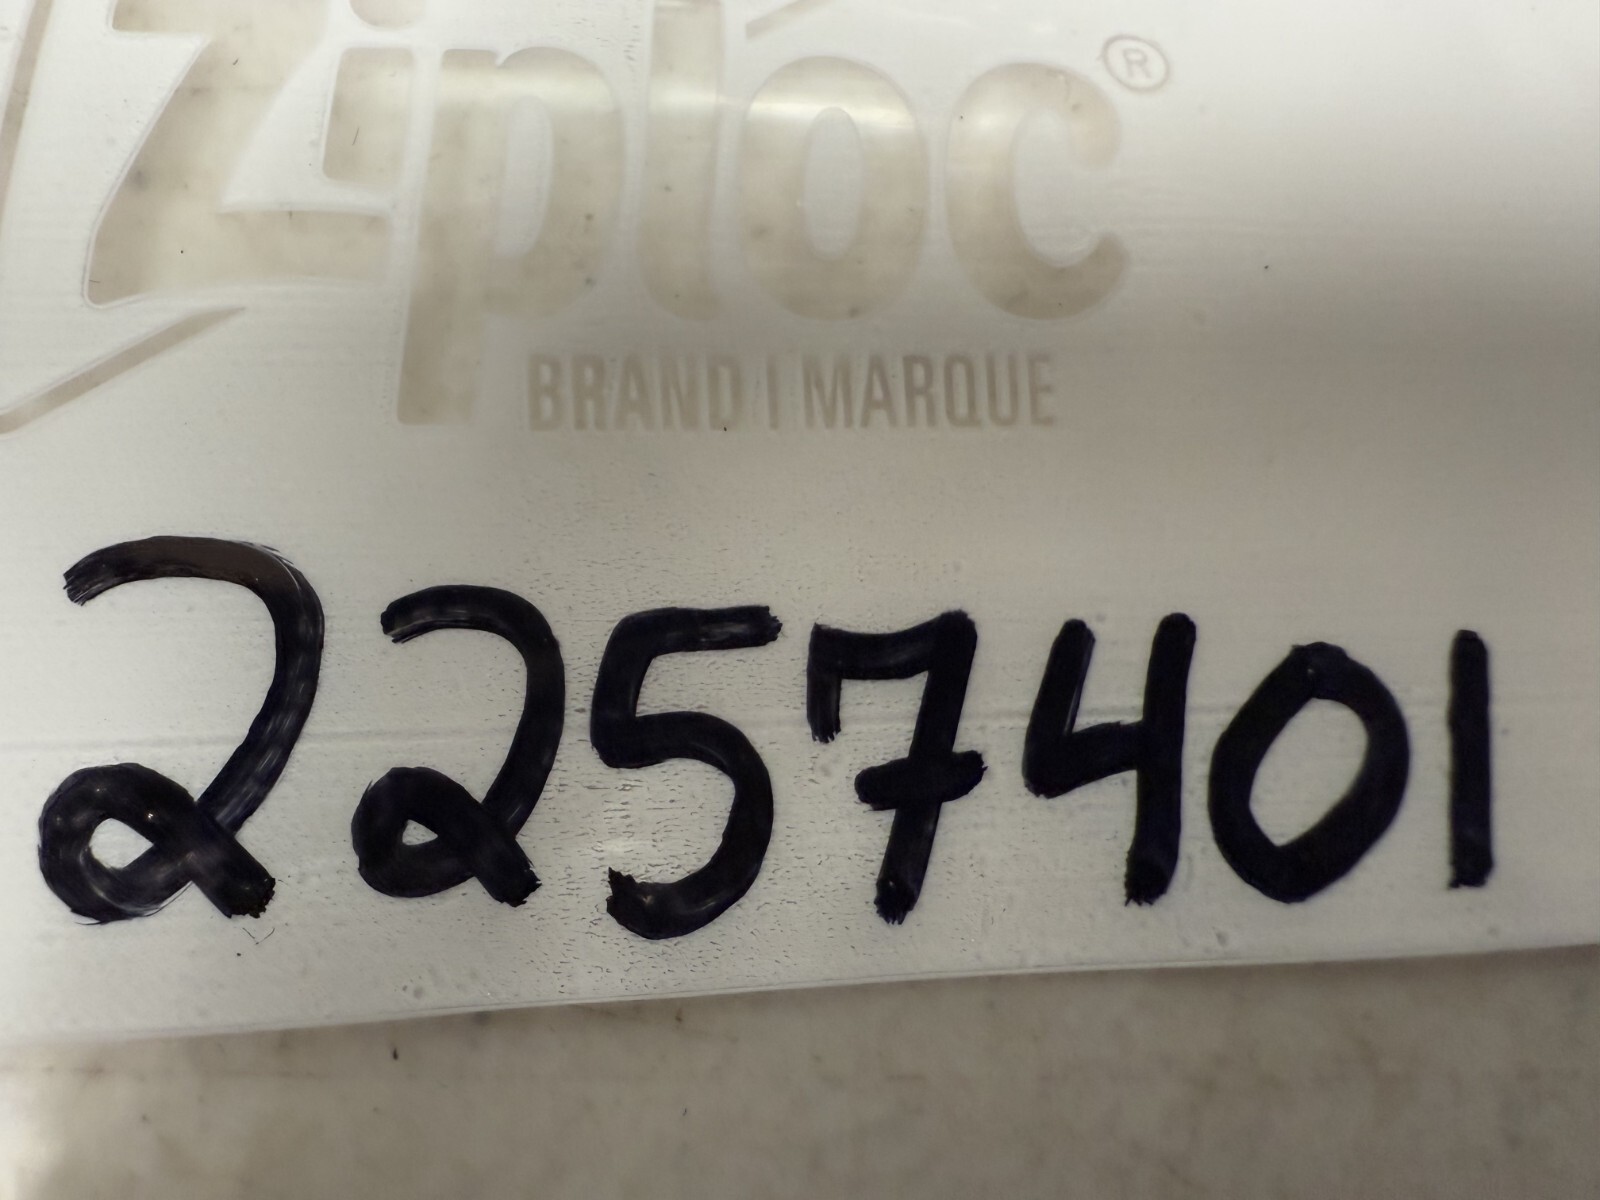 Ziploc®
BRAND | MARQUE
2257401